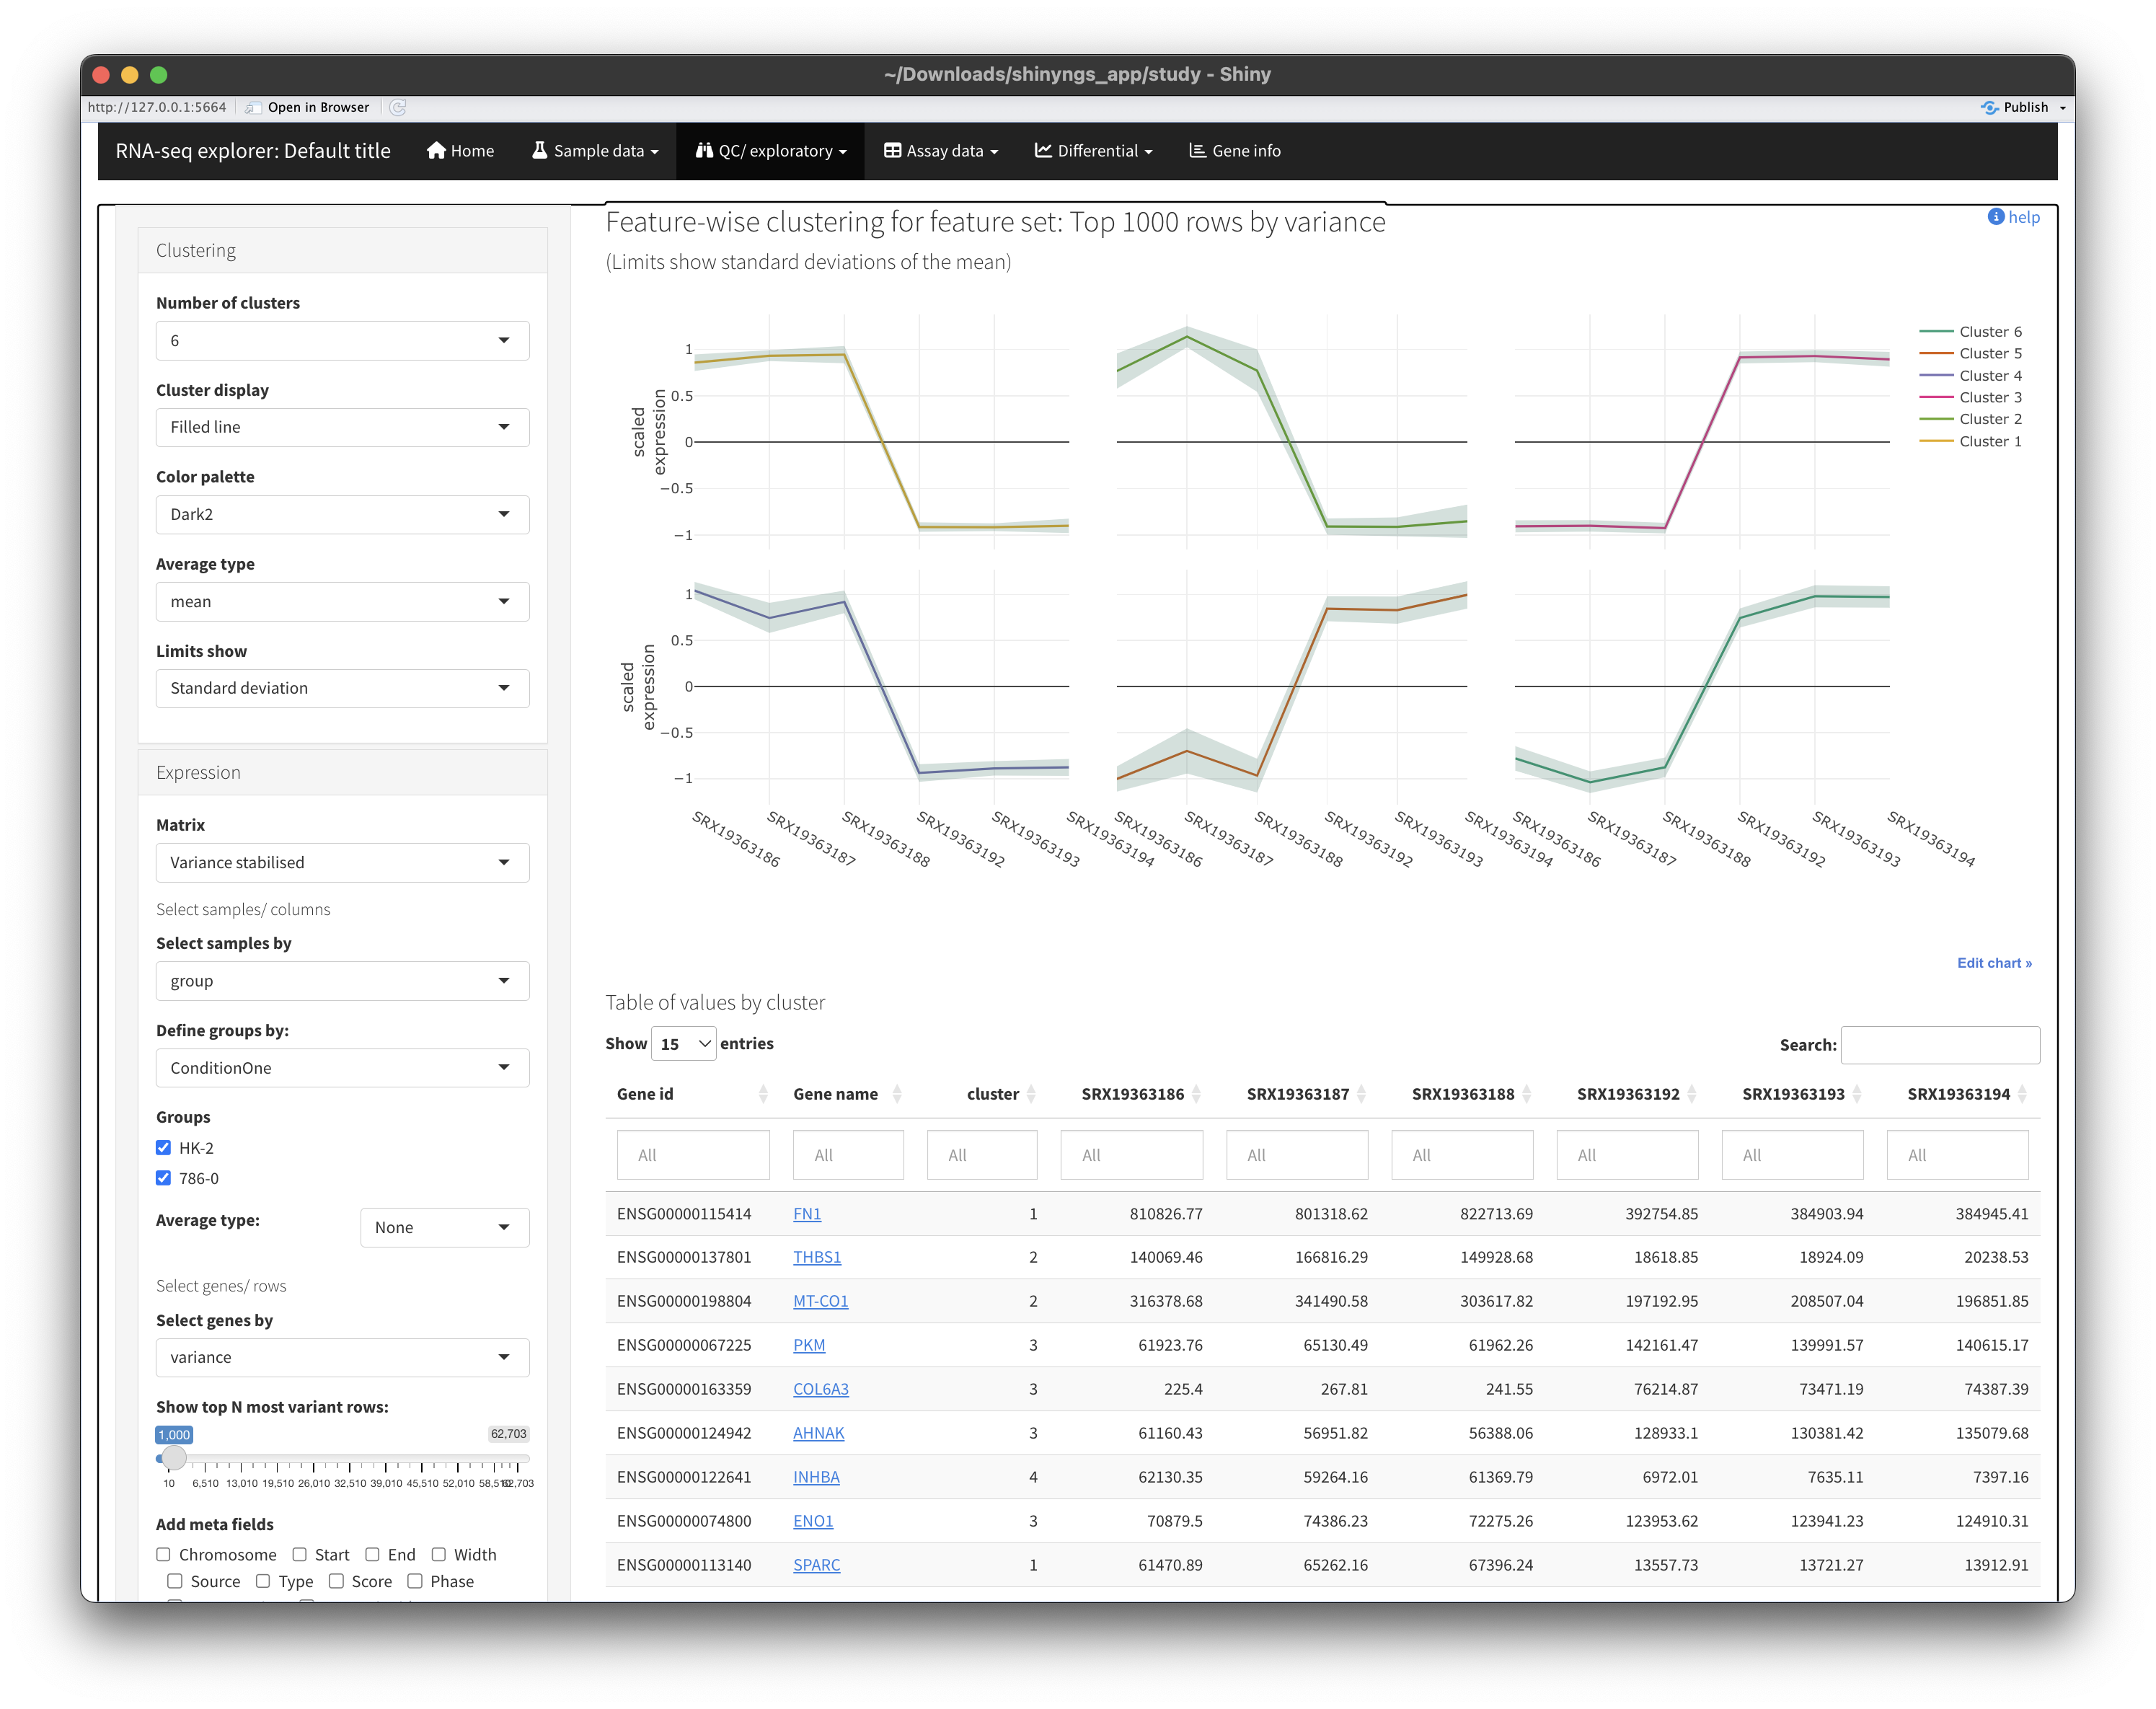 ~/Downloads/shinyngs_app/study - Shiny
http://127.0.0.1:5664 Open in Browser Publish
RNA-seq explorer: Default title Home Sample data QC/ exploratory Assay data Differential Gene info
Clustering
Number of clusters
6
Cluster display
Filled line
Color palette
Dark2
Average type
mean
Limits show
Standard deviation
Expression
Matrix
Variance stabilised
Select samples/ columns
Select samples by
group
Define groups by:
ConditionOne
Groups
HK-2
786-0
Average type: None
Select genes/ rows
Select genes by
variance
Show top N most variant rows:
1,000 62,703
10 6,510 13,010 19,510 26,010 32,510 39,010 45,510 52,010 58,510 62,703
Add meta fields
Chromosome Start End Width
Source Type Score Phase
Feature-wise clustering for feature set: Top 1000 rows by variance
help
(Limits show standard deviations of the mean)
scaled
expression
1
0.5
0
−0.5
−1
Cluster 6
Cluster 5
Cluster 4
Cluster 3
Cluster 2
Cluster 1
scaled
expression
1
0.5
0
−0.5
−1
SRX19363186 SRX19363187 SRX19363188 SRX19363192 SRX19363193 SRX19363194 SRX19363186 SRX19363187 SRX19363188 SRX19363192 SRX19363193 SRX19363194 SRX19363186 SRX19363187 SRX19363188 SRX19363192 SRX19363193 SRX19363194
Edit chart »
Table of values by cluster
Show 15 entries Search:
Gene id Gene name cluster SRX19363186 SRX19363187 SRX19363188 SRX19363192 SRX19363193 SRX19363194
All All All All All All All All All
ENSG00000115414 FN1 1 810826.77 801318.62 822713.69 392754.85 384903.94 384945.41
ENSG00000137801 THBS1 2 140069.46 166816.29 149928.68 18618.85 18924.09 20238.53
ENSG00000198804 MT-CO1 2 316378.68 341490.58 303617.82 197192.95 208507.04 196851.85
ENSG00000067225 PKM 3 61923.76 65130.49 61962.26 142161.47 139991.57 140615.17
ENSG00000163359 COL6A3 3 225.4 267.81 241.55 76214.87 73471.19 74387.39
ENSG00000124942 AHNAK 3 61160.43 56951.82 56388.06 128933.1 130381.42 135079.68
ENSG00000122641 INHBA 4 62130.35 59264.16 61369.79 6972.01 7635.11 7397.16
ENSG00000074800 ENO1 3 70879.5 74386.23 72275.26 123953.62 123941.23 124910.31
ENSG00000113140 SPARC 1 61470.89 65262.16 67396.24 13557.73 13721.27 13912.91